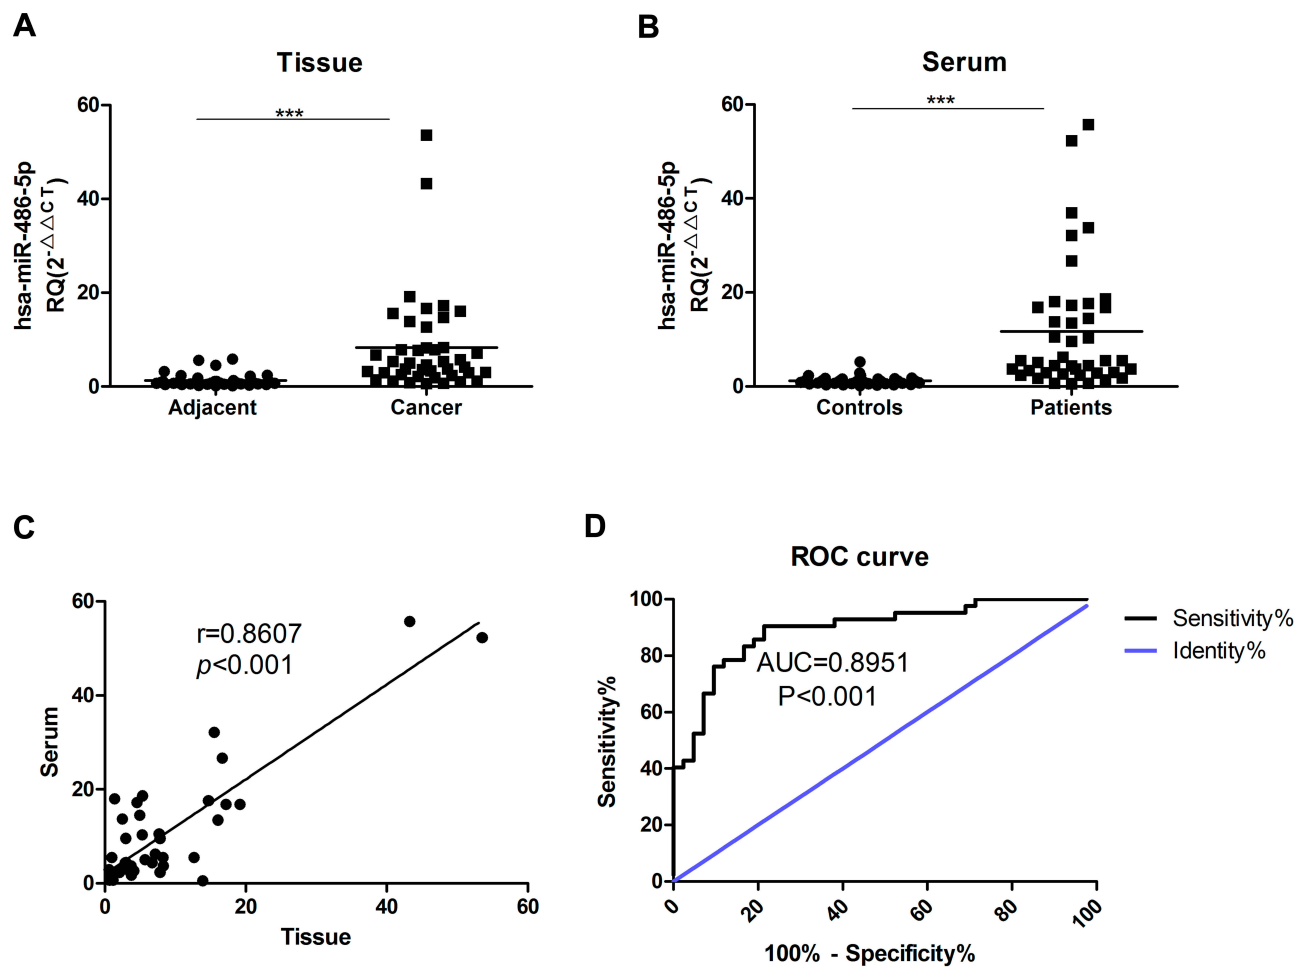 A
Tissue
***
hsa-miR-486-5p
RQ(2-△△CT)
60
40
20
0
Adjacent
Cancer
B
Serum
***
hsa-miR-486-5p
RQ(2-△△CT)
60
40
20
0
Controls
Patients
C
r=0.8607
p<0.001
Serum
60
40
20
0
0
20
40
60
Tissue
D
ROC curve
AUC=0.8951
P<0.001
Sensitivity%
100
80
60
40
20
0
0
20
40
60
80
100
100% - Specificity%
Sensitivity%
Identity%